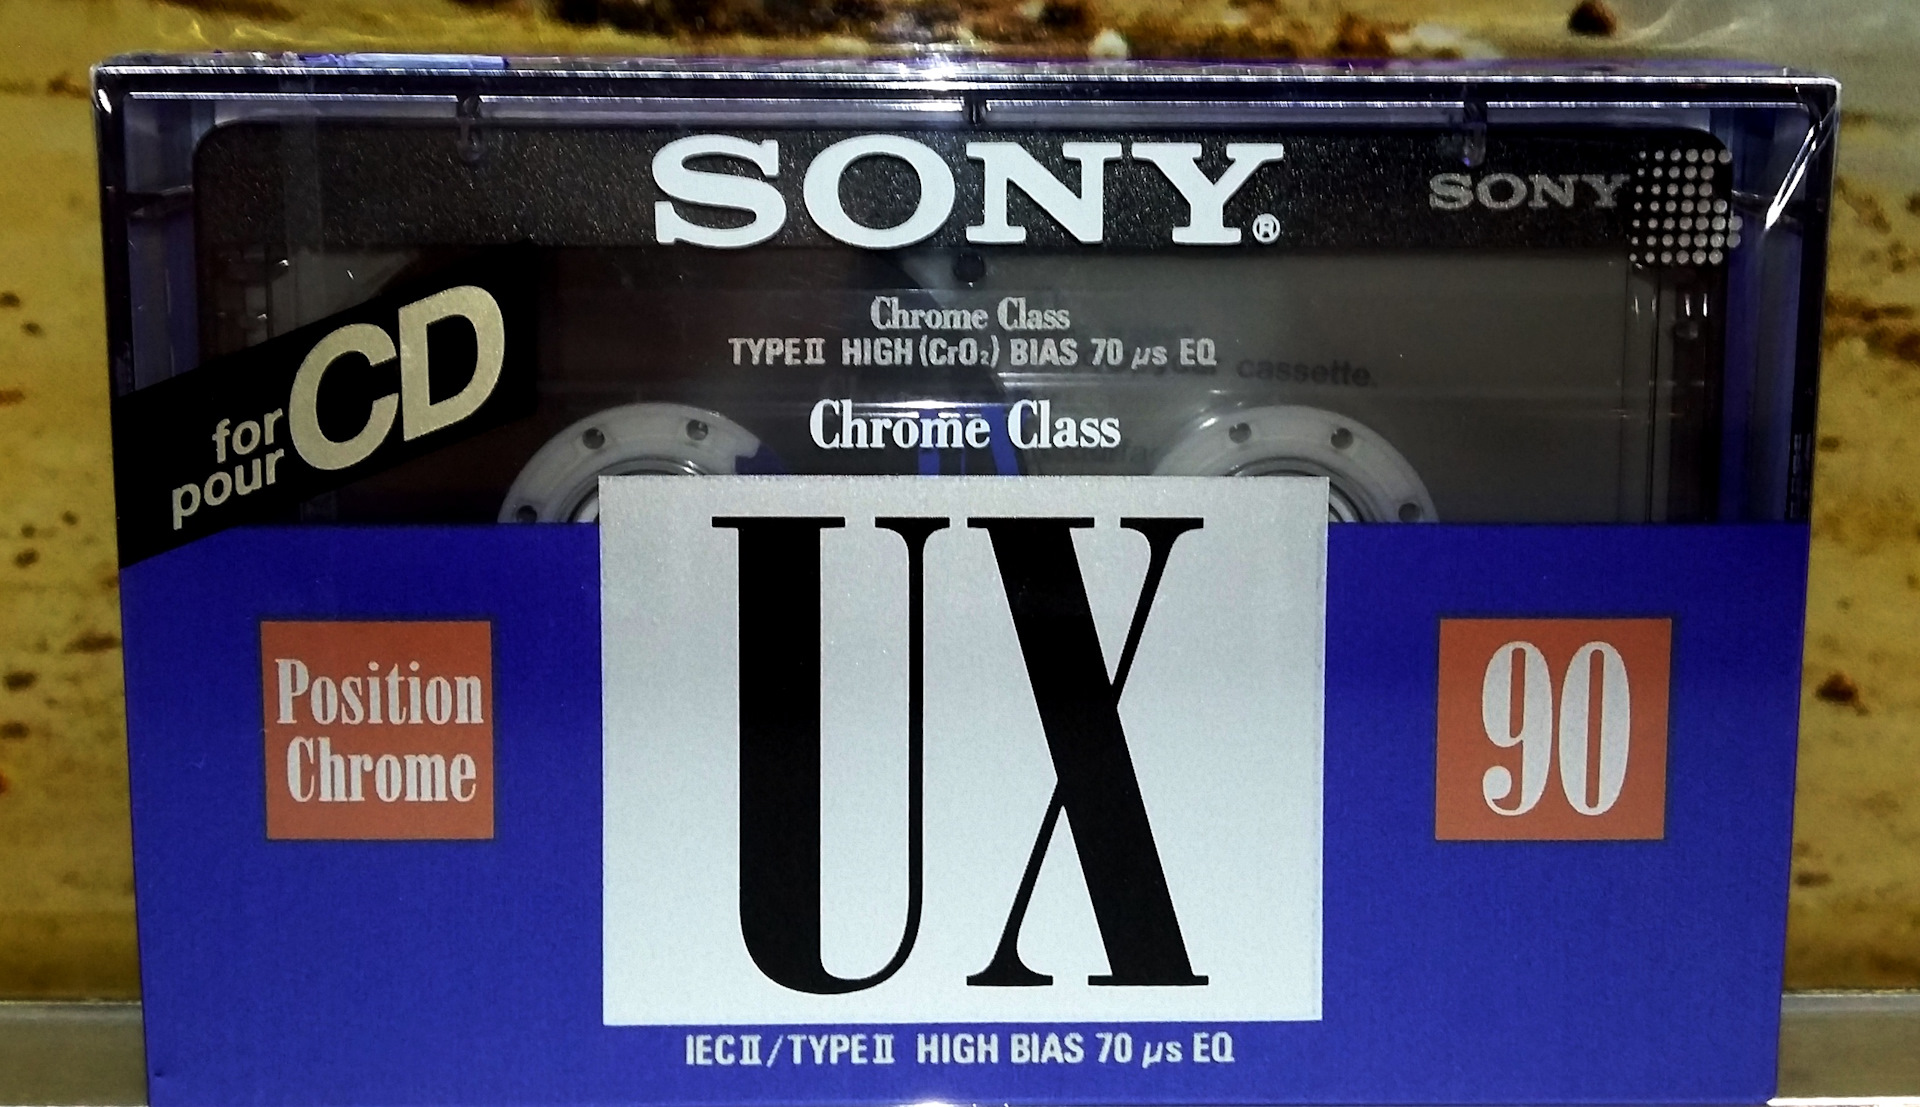 SONY®
SONY
Chrome Class
TYPE II HIGH (CrO₂) BIAS 70 μs EQ
cassette.
Chrome Class
for
pour
CD
UX
Position
Chrome
90
IEC II / TYPE II HIGH BIAS 70 μs EQ